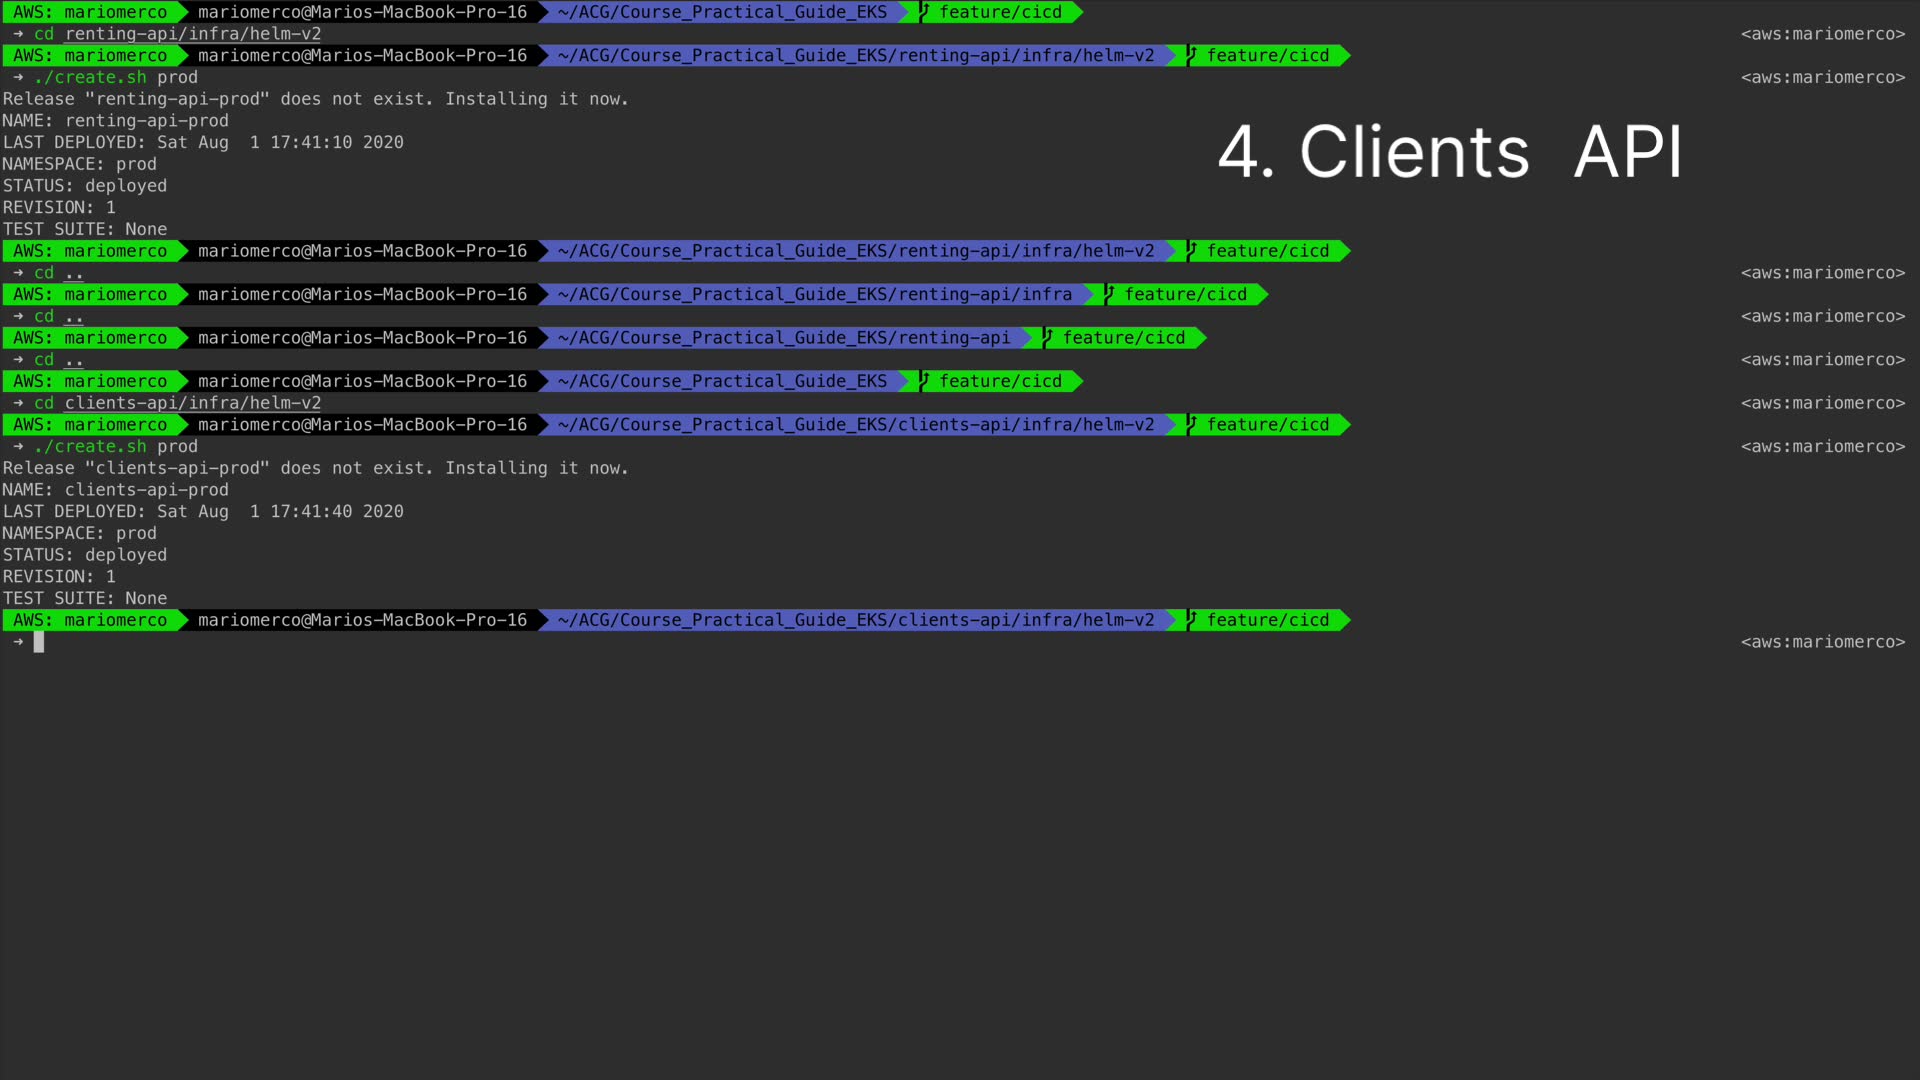 AWS: mariomerco mariomerco@Marios-MacBook-Pro-16 ~/ACG/Course_Practical_Guide_EKS feature/cicd
→ cd renting-api/infra/helm-v2 <aws:mariomerco>
AWS: mariomerco mariomerco@Marios-MacBook-Pro-16 ~/ACG/Course_Practical_Guide_EKS/renting-api/infra/helm-v2 feature/cicd
→ ./create.sh prod <aws:mariomerco>
Release "renting-api-prod" does not exist. Installing it now.
NAME: renting-api-prod
LAST DEPLOYED: Sat Aug  1 17:41:10 2020
4. Clients API
NAMESPACE: prod
STATUS: deployed
REVISION: 1
TEST SUITE: None
AWS: mariomerco mariomerco@Marios-MacBook-Pro-16 ~/ACG/Course_Practical_Guide_EKS/renting-api/infra/helm-v2 feature/cicd
→ cd .. <aws:mariomerco>
AWS: mariomerco mariomerco@Marios-MacBook-Pro-16 ~/ACG/Course_Practical_Guide_EKS/renting-api/infra feature/cicd
→ cd .. <aws:mariomerco>
AWS: mariomerco mariomerco@Marios-MacBook-Pro-16 ~/ACG/Course_Practical_Guide_EKS/renting-api feature/cicd
→ cd .. <aws:mariomerco>
AWS: mariomerco mariomerco@Marios-MacBook-Pro-16 ~/ACG/Course_Practical_Guide_EKS feature/cicd
→ cd clients-api/infra/helm-v2 <aws:mariomerco>
AWS: mariomerco mariomerco@Marios-MacBook-Pro-16 ~/ACG/Course_Practical_Guide_EKS/clients-api/infra/helm-v2 feature/cicd
→ ./create.sh prod <aws:mariomerco>
Release "clients-api-prod" does not exist. Installing it now.
NAME: clients-api-prod
LAST DEPLOYED: Sat Aug  1 17:41:40 2020
NAMESPACE: prod
STATUS: deployed
REVISION: 1
TEST SUITE: None
AWS: mariomerco mariomerco@Marios-MacBook-Pro-16 ~/ACG/Course_Practical_Guide_EKS/clients-api/infra/helm-v2 feature/cicd
→ <aws:mariomerco>